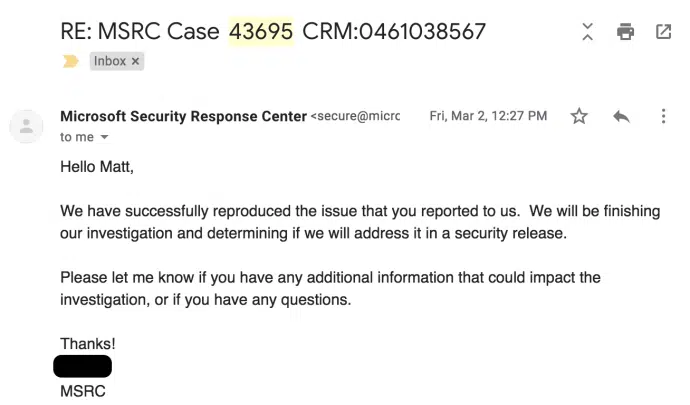 RE: MSRC Case 43695 CRM:0461038567
Inbox ×
Microsoft Security Response Center <secure@micrc Fri, Mar 2, 12:27 PM
to me
Hello Matt,
We have successfully reproduced the issue that you reported to us. We will be finishing
our investigation and determining if we will address it in a security release.
Please let me know if you have any additional information that could impact the
investigation, or if you have any questions.
Thanks!
MSRC